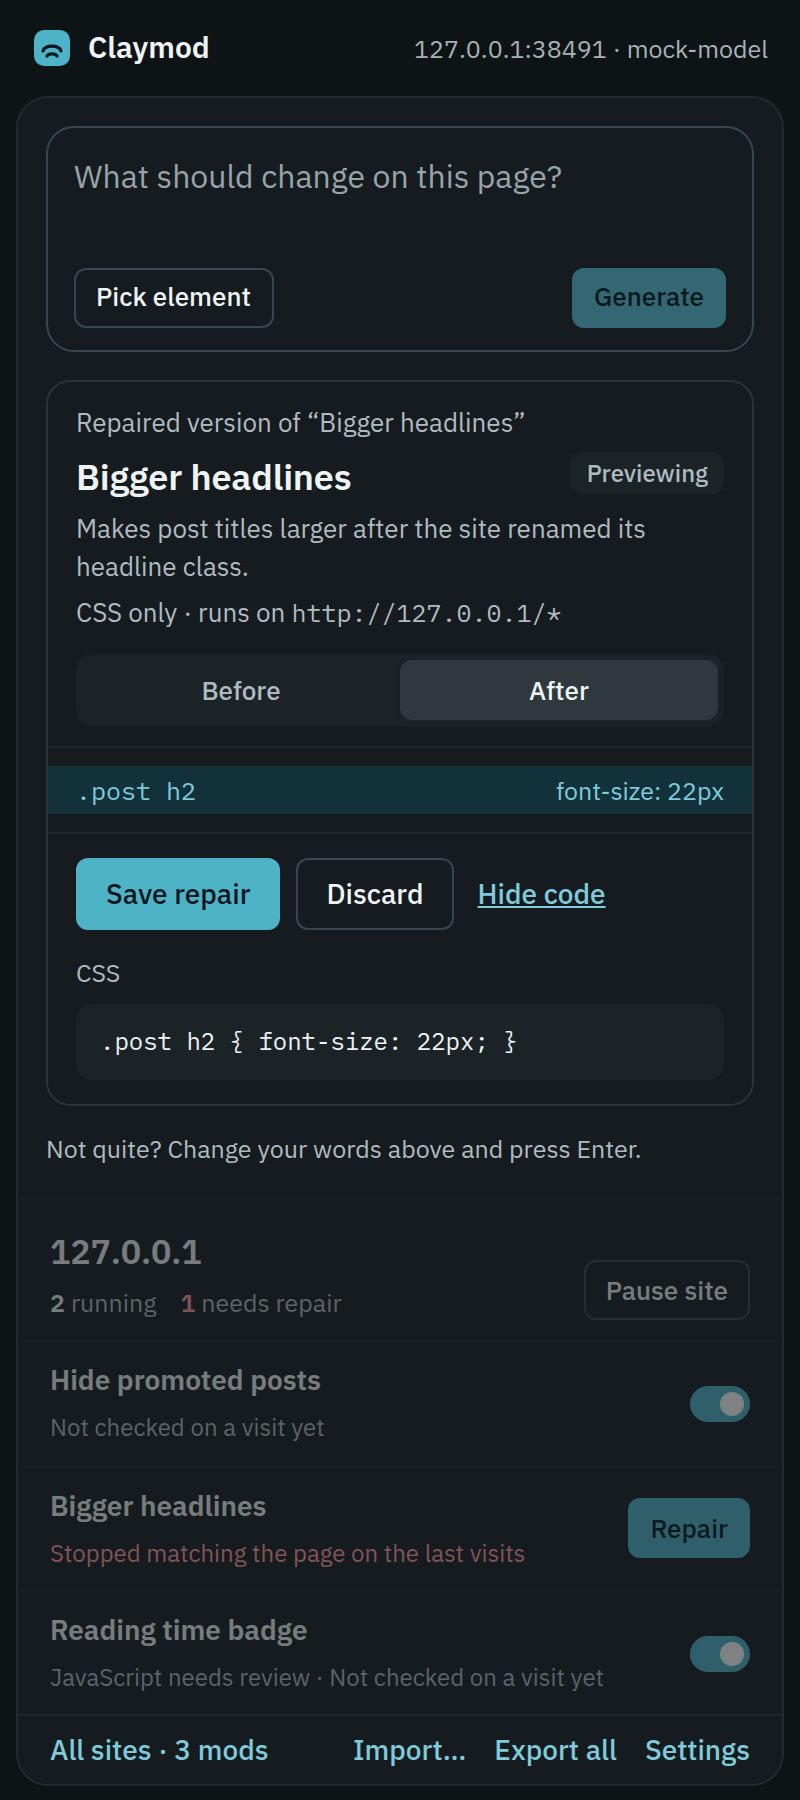 Claymod
127.0.0.1:38491 · mock-model
What should change on this page?
Pick element
Generate
Repaired version of “Bigger headlines”
Bigger headlines
Previewing
Makes post titles larger after the site renamed its
headline class.
CSS only · runs on http://127.0.0.1/*
Before
After
.post h2
font-size: 22px
Save repair
Discard
Hide code
CSS
.post h2 { font-size: 22px; }
Not quite? Change your words above and press Enter.
127.0.0.1
2 running 1 needs repair
Pause site
Hide promoted posts
Not checked on a visit yet
Bigger headlines
Stopped matching the page on the last visits
Repair
Reading time badge
JavaScript needs review · Not checked on a visit yet
All sites · 3 mods
Import...
Export all
Settings